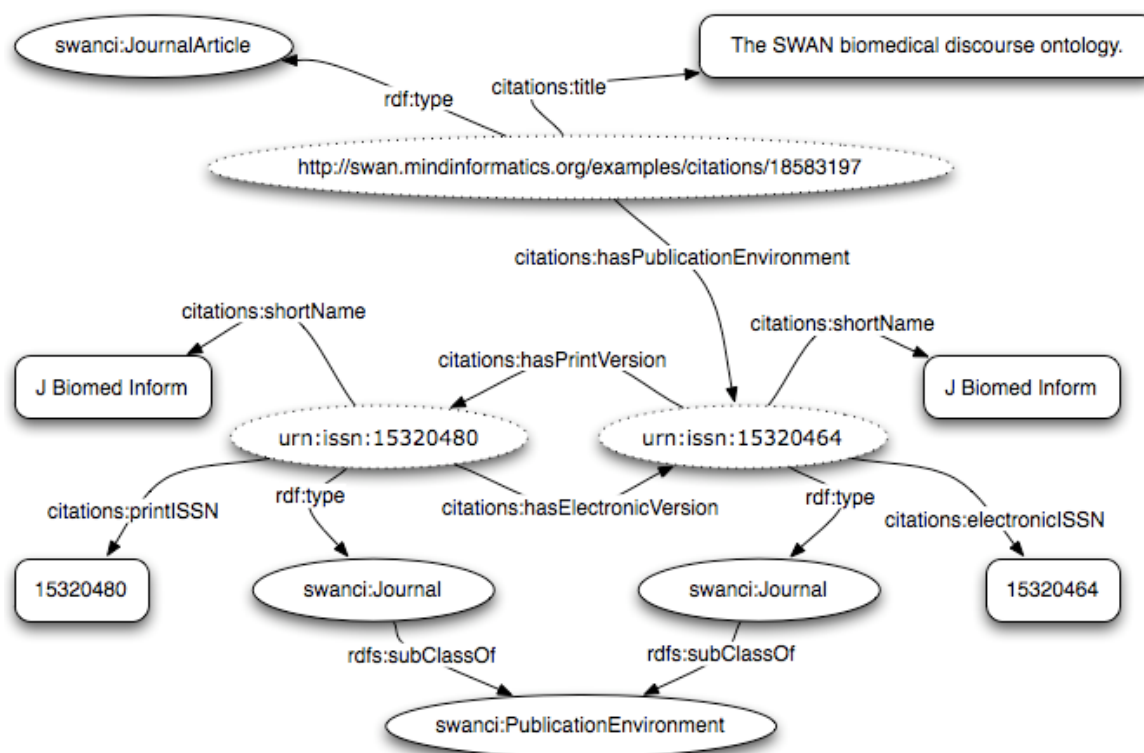 swanci:JournalArticle
The SWAN biomedical discourse ontology.
citations:title
rdf:type
http://swan.mindinformatics.org/examples/citations/18583197
citations:hasPublicationEnvironment
citations:shortName
citations:shortName
citations:hasPrintVersion
J Biomed Inform
J Biomed Inform
urn:issn:15320480
urn:issn:15320464
citations:printISSN
rdf:type
citations:hasElectronicVersion
rdf:type
citations:electronicISSN
15320480
swanci:Journal
swanci:Journal
15320464
rdfs:subClassOf
rdfs:subClassOf
swanci:PublicationEnvironment